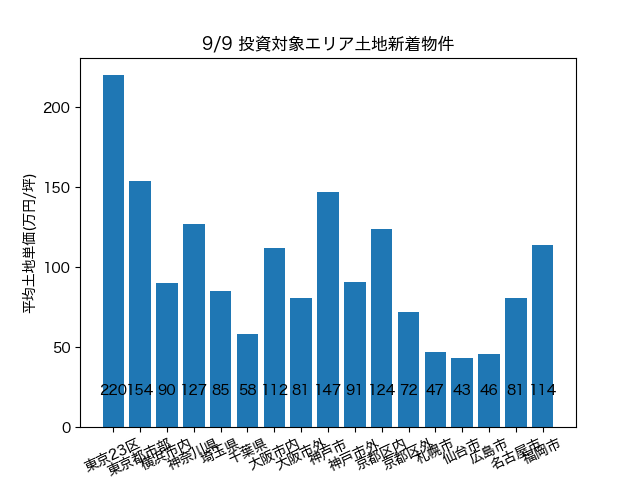 9/9 投資対象エリア土地新着物件
平均土地単価(万円/坪)
200
150
100
50
0
220 154 90 127 85 58 112 81 147 91 124 72 47 43 46 81 114
東京23区 東京都市部 横浜市内 神奈川県 埼玉県 千葉県 大阪市内 大阪市外 神戸市 神戸市外 京都区内 京都区外 札幌市 仙台市 広島市 名古屋市 福岡市